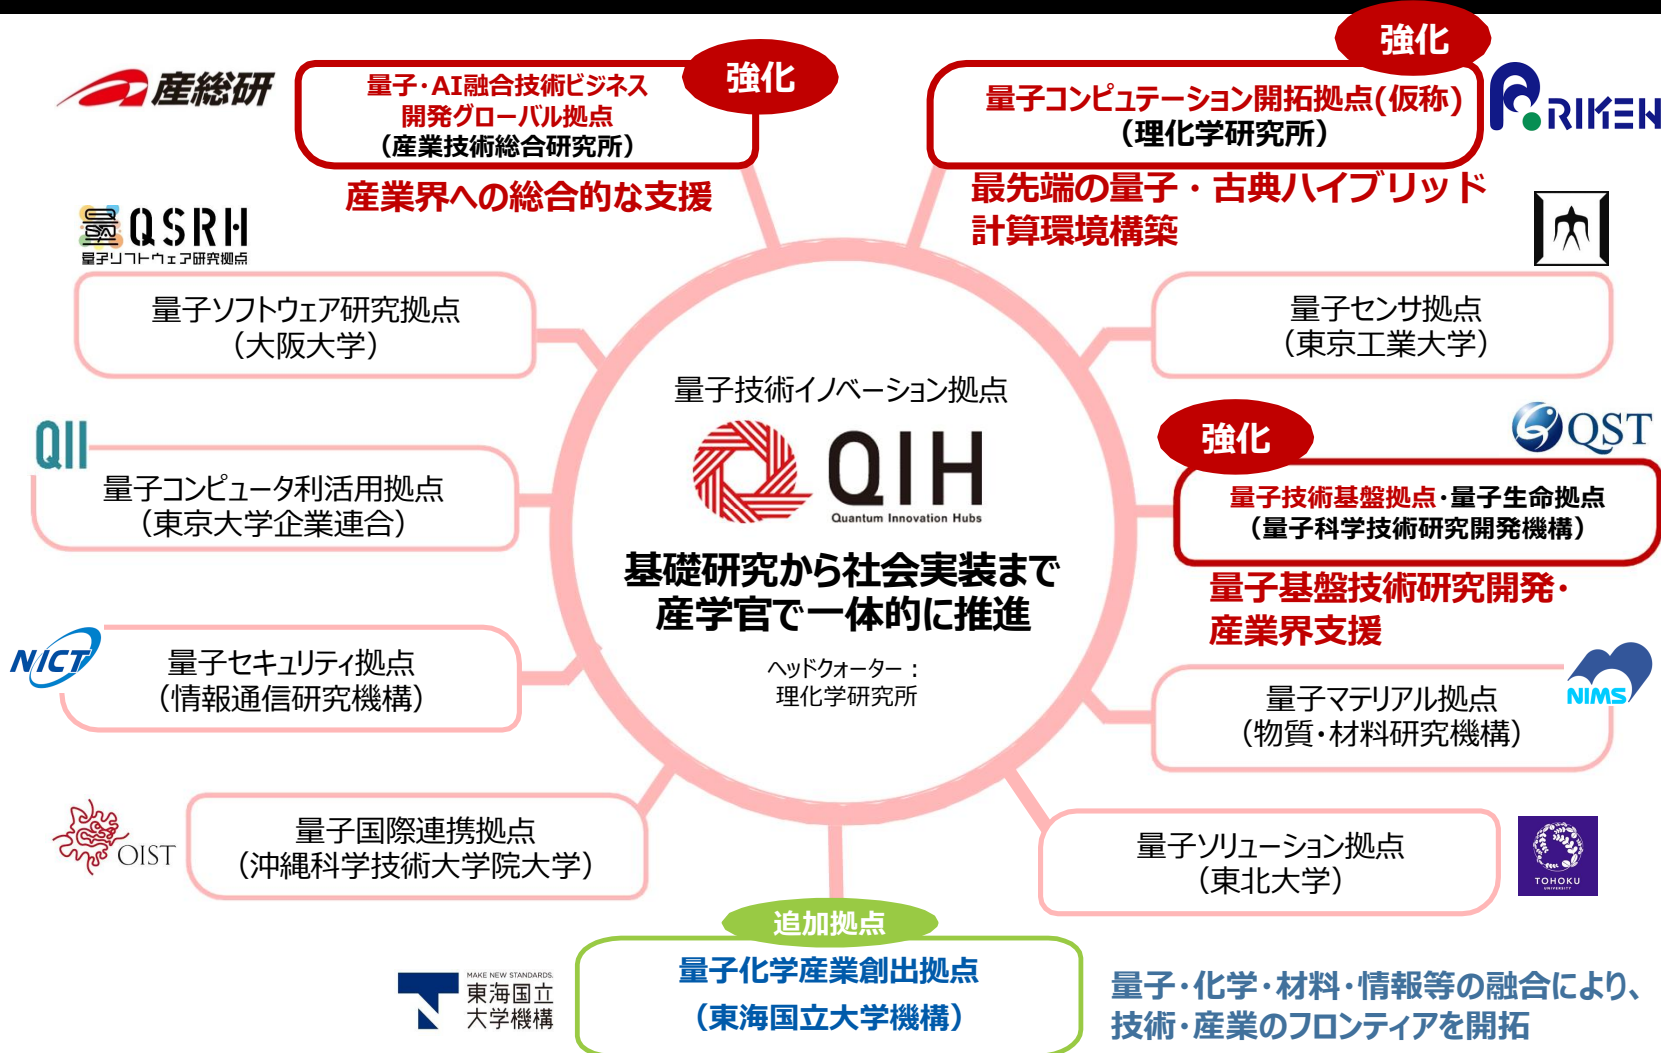 産総研
量子・AI融合技術ビジネス
開発グローバル拠点
（産業技術総合研究所）
強化
産業界への総合的な支援
強化
量子コンピュテーション開拓拠点(仮称)
（理化学研究所）
RIKEN
最先端の量子・古典ハイブリッド
計算環境構築
QSRH
量子ソフトウェア研究拠点
量子ソフトウェア研究拠点
（大阪大学）
量子センサ拠点
（東京工業大学）
QII
量子コンピュータ利活用拠点
（東京大学企業連合）
量子技術イノベーション拠点
QIH
Quantum Innovation Hubs
基礎研究から社会実装まで
産学官で一体的に推進
ヘッドクォーター：
理化学研究所
強化
QST
量子技術基盤拠点・量子生命拠点
（量子科学技術研究開発機構）
量子基盤技術研究開発・
産業界支援
NICT
量子セキュリティ拠点
（情報通信研究機構）
NIMS
量子マテリアル拠点
（物質・材料研究機構）
OIST
量子国際連携拠点
（沖縄科学技術大学院大学）
量子ソリューション拠点
（東北大学）
TOHOKU
UNIVERSITY
追加拠点
量子化学産業創出拠点
（東海国立大学機構）
MAKE NEW STANDARDS.
東海国立
大学機構
量子・化学・材料・情報等の融合により、
技術・産業のフロンティアを開拓